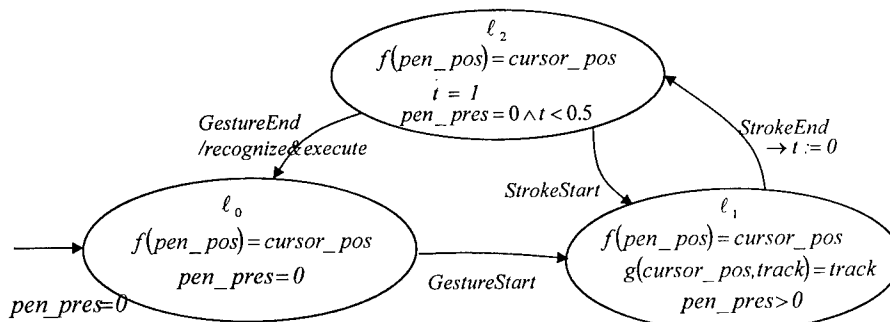 ℓ₂
f(pen_pos)=cursor_pos
ṫ = 1
pen_pres=0∧t<0.5
GestureEnd
/recognize&execute
StrokeEnd
→ t := 0
StrokeStart
ℓ₀
f(pen_pos)=cursor_pos
pen_pres=0
ℓ₁
f(pen_pos)=cursor_pos
g(cursor_pos,track)=track
pen_pres>0
GestureStart
pen_pres=0